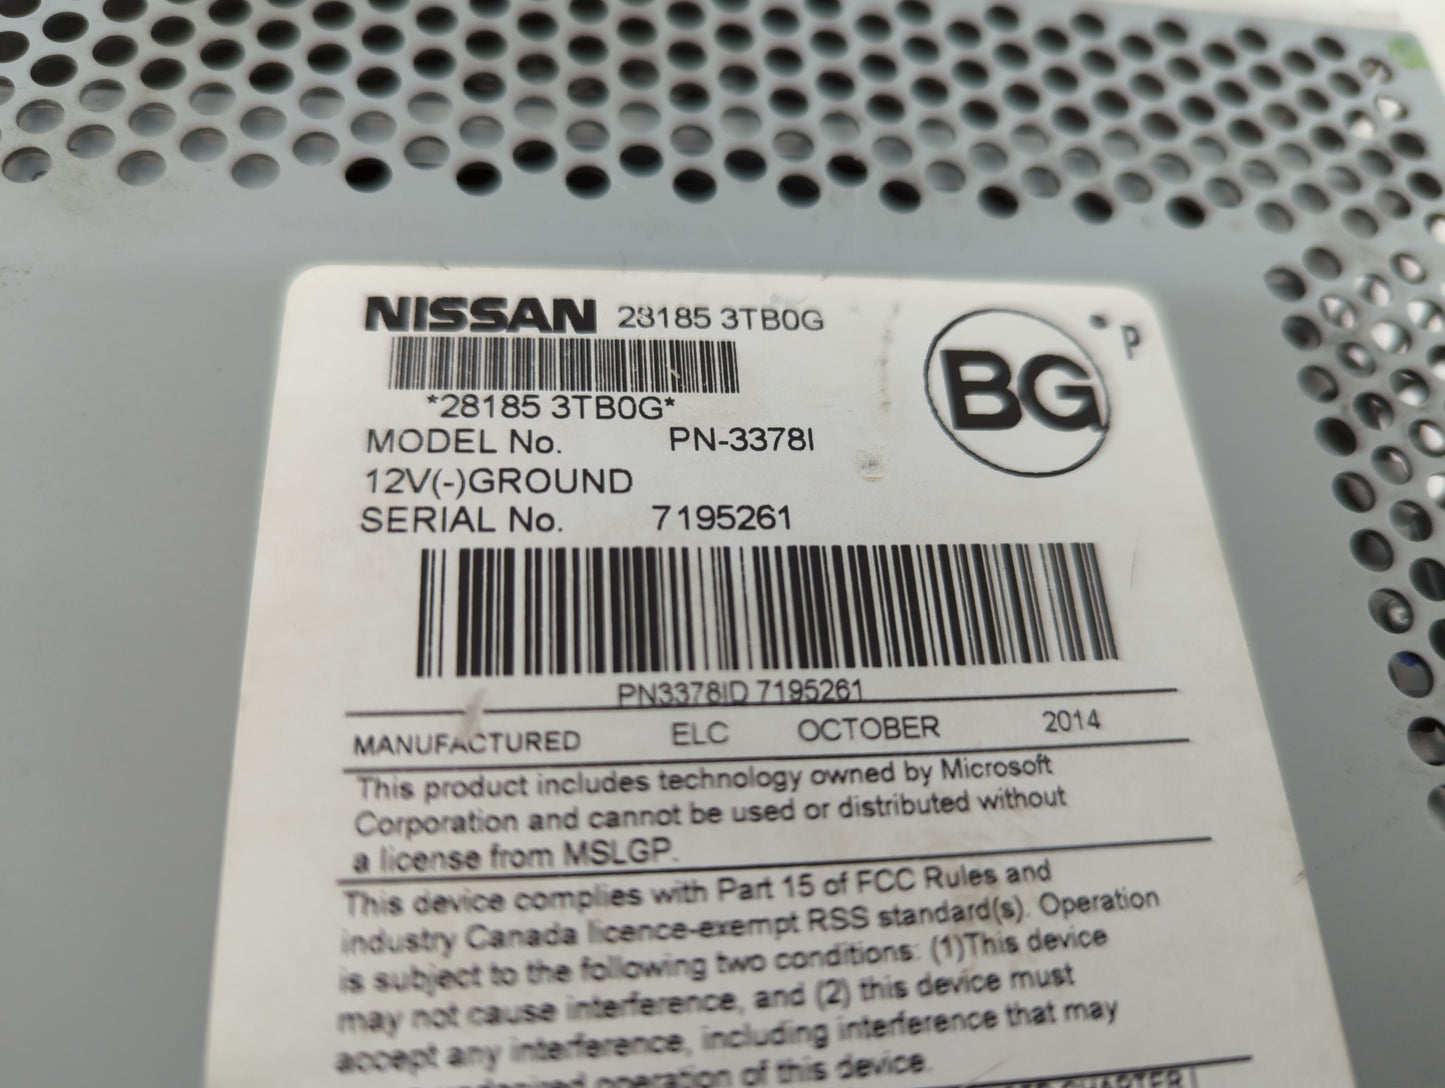 NISSAN 28185 3TB0G
*28185 3TB0G*
BG
P
MODEL No. PN-3378I
12V(-)GROUND
SERIAL No. 7195261
PN3378ID 7195261
MANUFACTURED ELC OCTOBER 2014
This product includes technology owned by Microsoft
Corporation and cannot be used or distributed without
a license from MSLGP.
This device complies with Part 15 of FCC Rules and
industry Canada licence-exempt RSS standard(s). Operation
is subject to the following two conditions: (1)This device
may not cause interference, and (2) this device must
accept any interference, including interference that may
operation of this device.